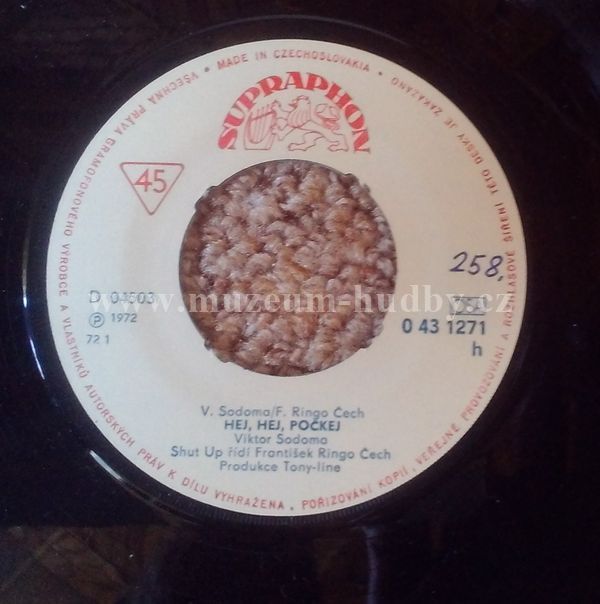 VŠECHNA PRÁVA GRAMOFONOVÉHO VÝROBCE A VLASTNÍKŮ AUTORSKÝCH PRÁV K DÍLU VYHRAŽENA. POŘIZOVÁNÍ KOPIÍ, VEŘEJNÉ PROVOZOVÁNÍ A ROZHLASOVÉ ŠÍŘENÍ TÉTO DESKY JE ZAKÁZÁNO
• MADE IN CZECHOSLOVAKIA •
SUPRAPHON
45
258,
www.muzeum-hudby.cz
D 04503
Ⓟ 1972
0 43 1271
72 1
h
V. Sodoma/F. Ringo Čech
HEJ, HEJ, POČKEJ
Viktor Sodoma
Shut Up řídí František Ringo Čech
Produkce Tony-line